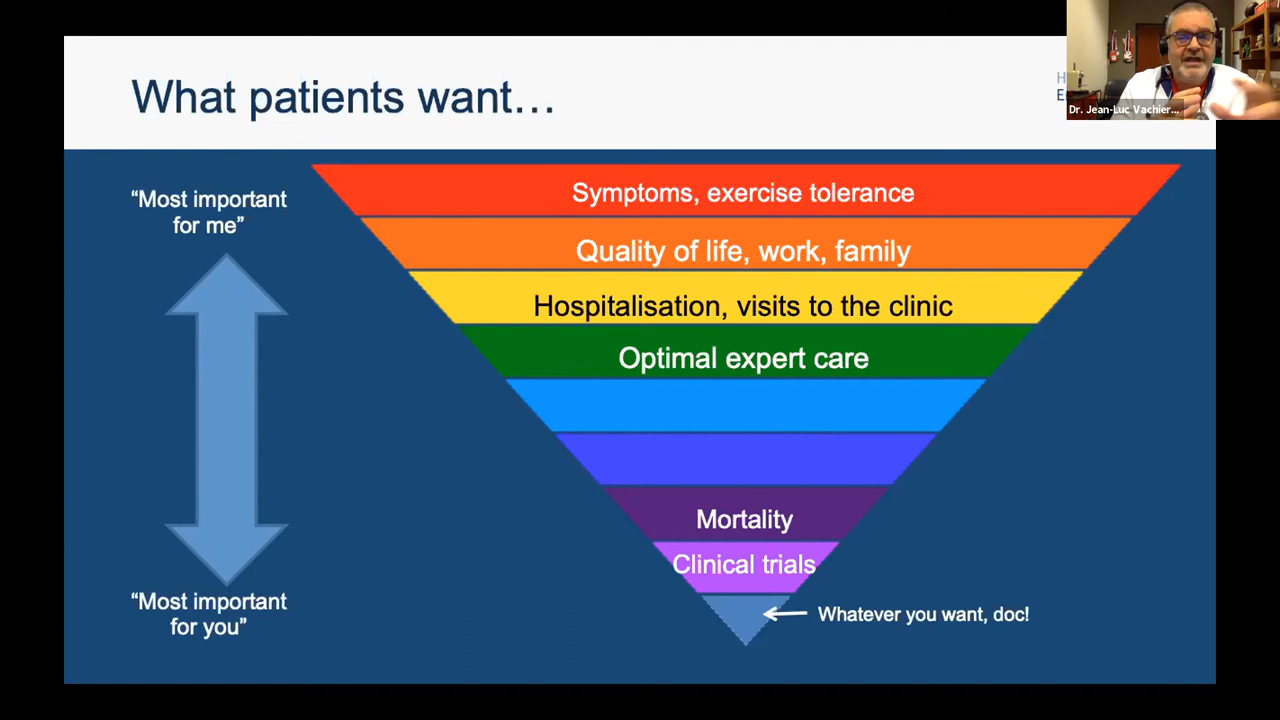 What patients want…
H
E
Dr. Jean-Luc Vachier...
“Most important
for me”
Symptoms, exercise tolerance
Quality of life, work, family
Hospitalisation, visits to the clinic
Optimal expert care
Mortality
Clinical trials
“Most important
for you”
Whatever you want, doc!